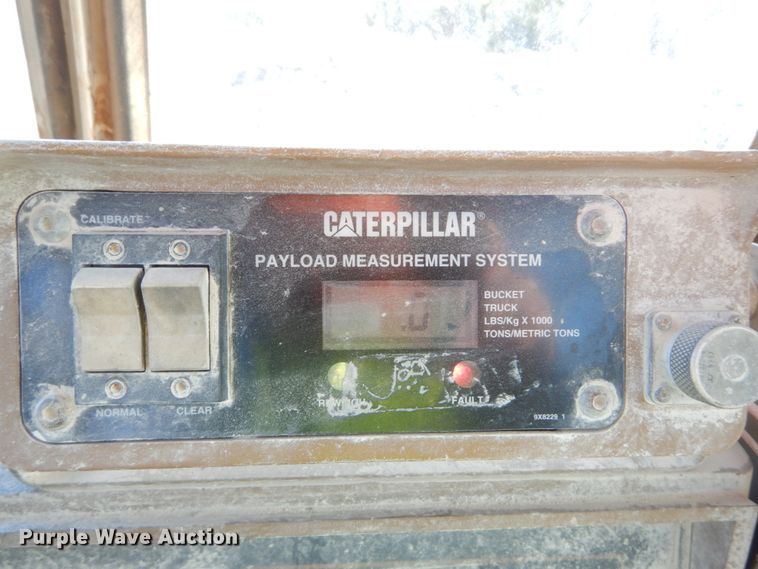 CALIBRATE
CATERPILLAR®
PAYLOAD MEASUREMENT SYSTEM
BUCKET
TRUCK
LBS/Kg X 1000
TONS/METRIC TONS
.0
FAULT
NORMAL
CLEAR
9X8229 1
Purple Wave Auction